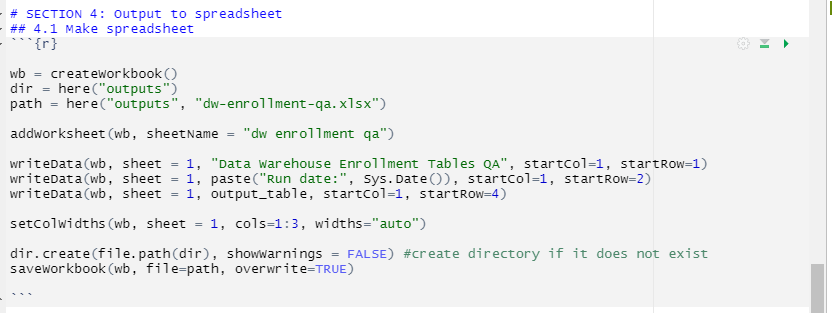 # SECTION 4: Output to spreadsheet
## 4.1 Make spreadsheet
```{r}
wb = createWorkbook()
dir = here("outputs")
path = here("outputs", "dw-enrollment-qa.xlsx")
addWorksheet(wb, sheetName = "dw enrollment qa")
writeData(wb, sheet = 1, "Data Warehouse Enrollment Tables QA", startCol=1, startRow=1)
writeData(wb, sheet = 1, paste("Run date:", Sys.Date()), startCol=1, startRow=2)
writeData(wb, sheet = 1, output_table, startCol=1, startRow=4)
setColWidths(wb, sheet = 1, cols=1:3, widths="auto")
dir.create(file.path(dir), showWarnings = FALSE) #create directory if it does not exist
saveWorkbook(wb, file=path, overwrite=TRUE)
```